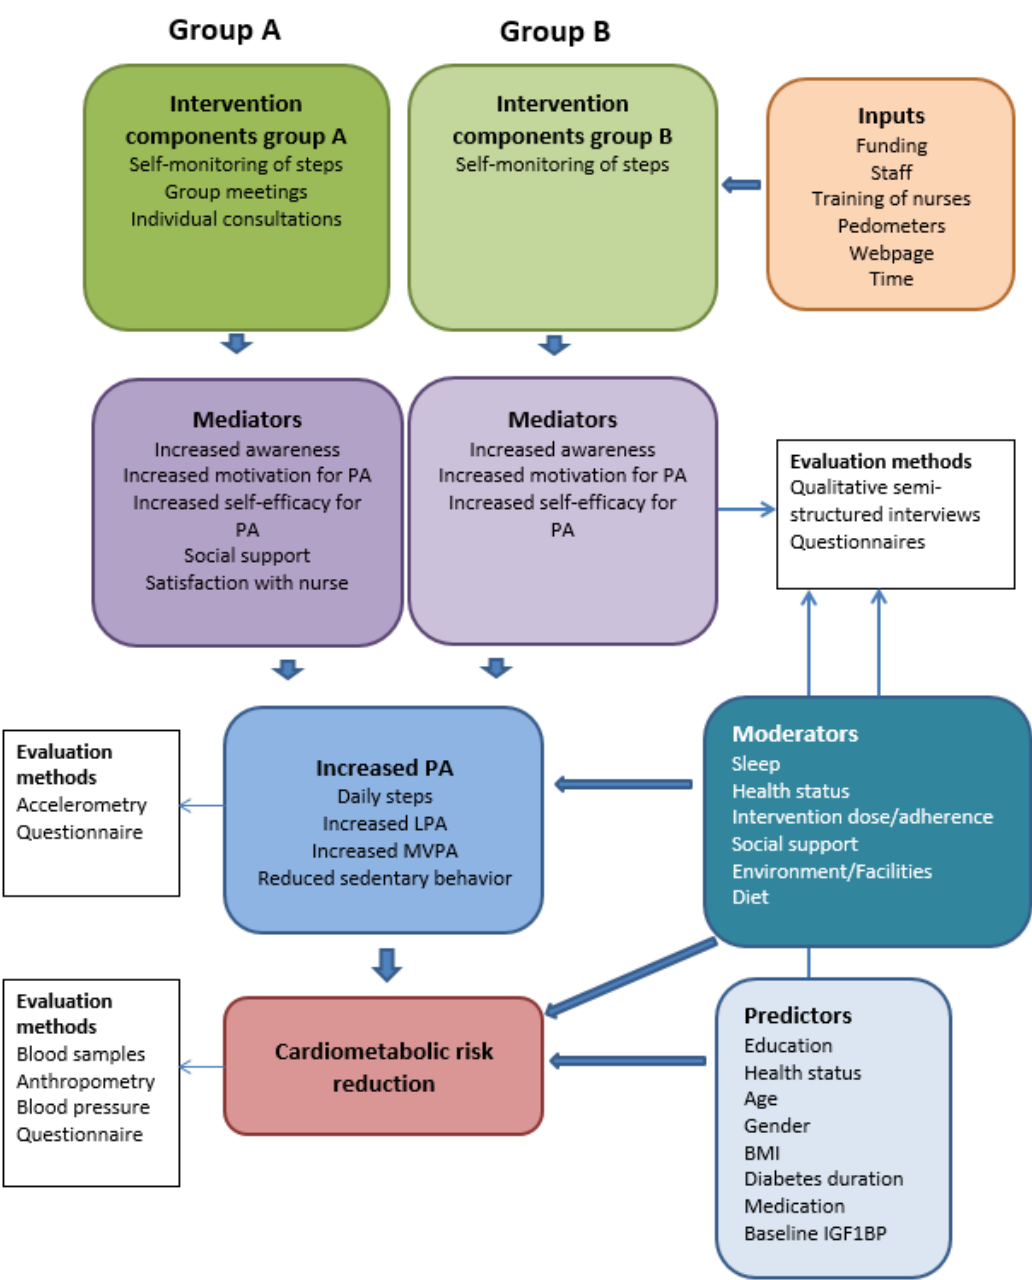 Group A
Group B
Intervention
components group A
Self-monitoring of steps
Group meetings
Individual consultations
Intervention
components group B
Self-monitoring of steps
Inputs
Funding
Staff
Training of nurses
Pedometers
Webpage
Time
Mediators
Increased awareness
Increased motivation for PA
Increased self-efficacy for
PA
Social support
Satisfaction with nurse
Mediators
Increased awareness
Increased motivation for PA
Increased self-efficacy for
PA
Evaluation methods
Qualitative semi-
structured interviews
Questionnaires
Evaluation
methods
Accelerometry
Questionnaire
Increased PA
Daily steps
Increased LPA
Increased MVPA
Reduced sedentary behavior
Moderators
Sleep
Health status
Intervention dose/adherence
Social support
Environment/Facilities
Diet
Evaluation
methods
Blood samples
Anthropometry
Blood pressure
Questionnaire
Cardiometabolic risk
reduction
Predictors
Education
Health status
Age
Gender
BMI
Diabetes duration
Medication
Baseline IGF1BP